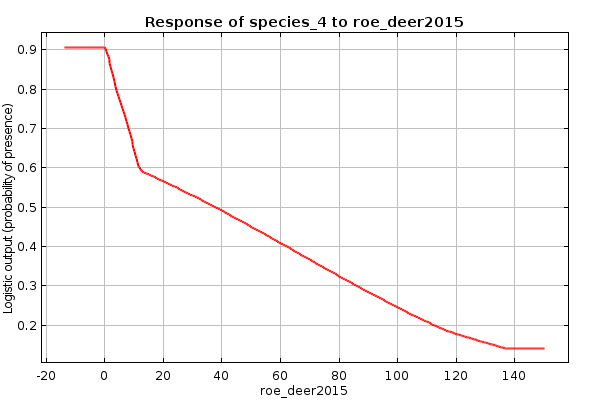 Response of species_4 to roe_deer2015
Logistic output (probability of presence)
0.9
0.8
0.7
0.6
0.5
0.4
0.3
0.2
-20 0 20 40 60 80 100 120 140
roe_deer2015